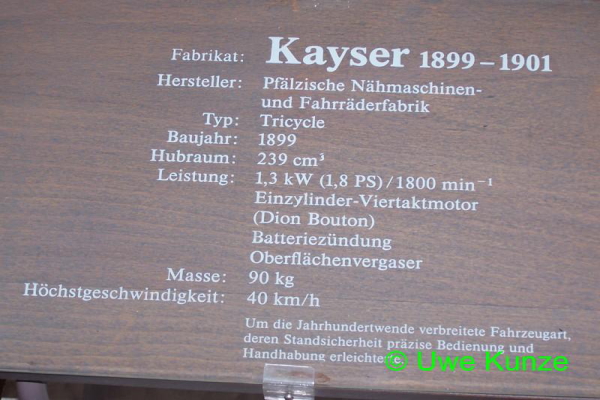 Fabrikat: Kayser 1899 – 1901
Hersteller: Pfälzische Nähmaschinen-
und Fahrräderfabrik
Typ: Tricycle
Baujahr: 1899
Hubraum: 239 cm³
Leistung: 1,3 kW (1,8 PS)/1800 min⁻¹
Einzylinder-Viertaktmotor
(Dion Bouton)
Batteriezündung
Oberflächenvergaser
Masse: 90 kg
Höchstgeschwindigkeit: 40 km/h
Um die Jahrhundertwende verbreitete Fahrzeugart,
deren Standsicherheit präzise Bedienung und
Handhabung erleichterte.
© Uwe Kunze